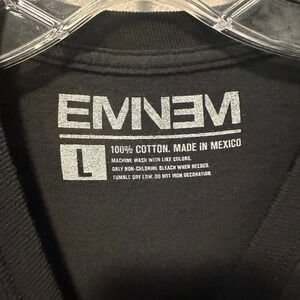 EMINEM
L
100% COTTON. MADE IN MEXICO
MACHINE WASH WITH LIKE COLORS.
ONLY NON-CHLORINE BLEACH WHEN NEEDED.
TUMBLE DRY LOW. DO NOT IRON DECORATION.